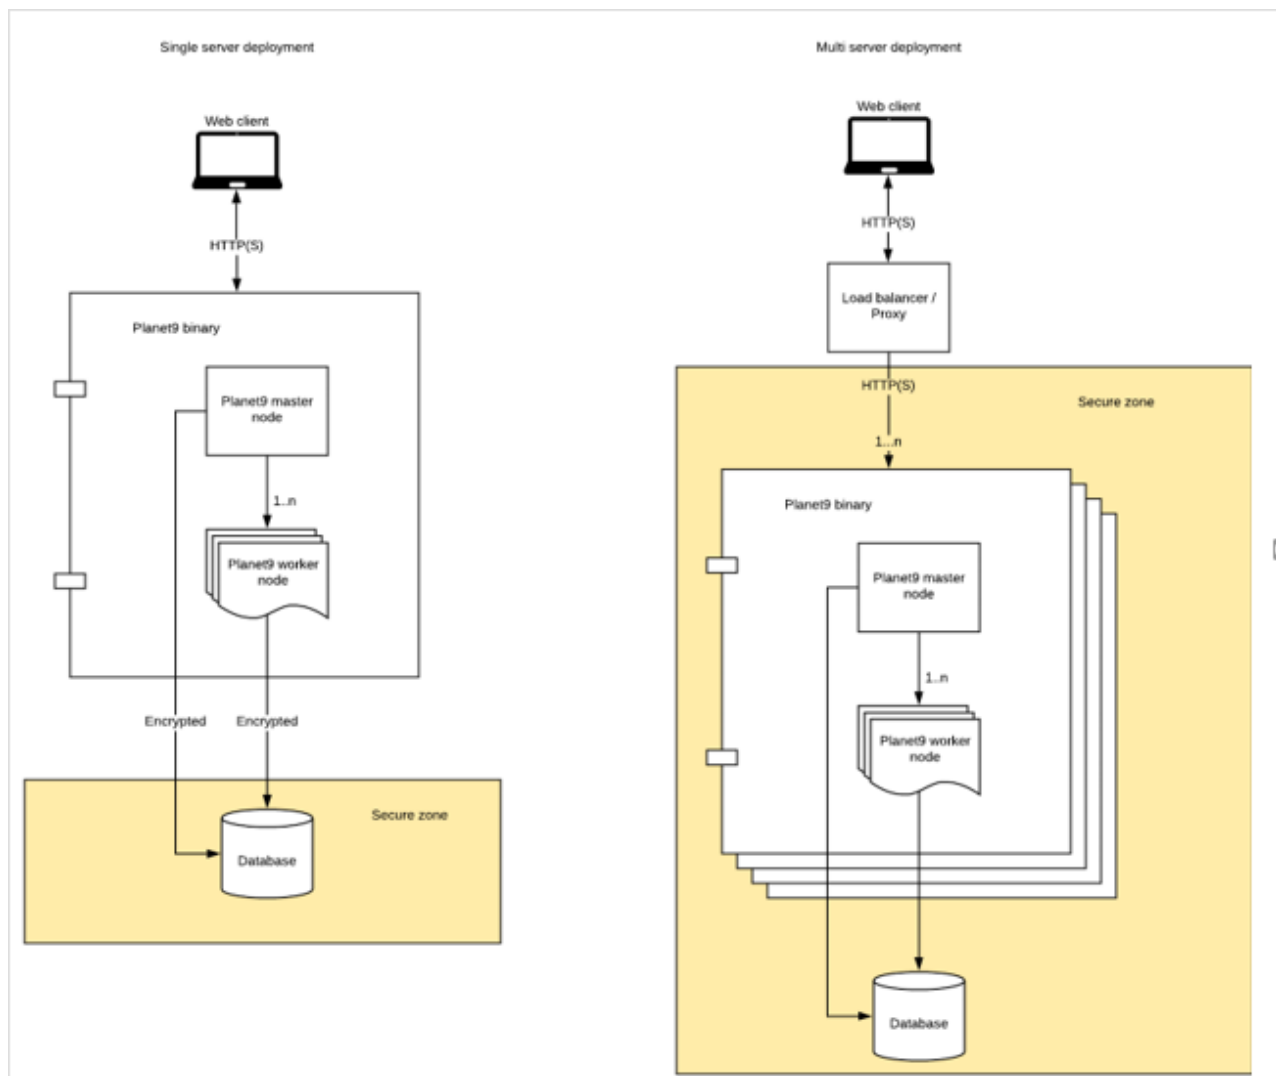 Single server deployment
Web client
HTTP(S)
Planet9 binary
Planet9 master
node
1..n
Planet9 worker
node
Encrypted
Encrypted
Secure zone
Database
Multi server deployment
Web client
HTTP(S)
Load balancer /
Proxy
HTTP(S)
Secure zone
1...n
Planet9 binary
Planet9 master
node
1..n
Planet9 worker
node
Database